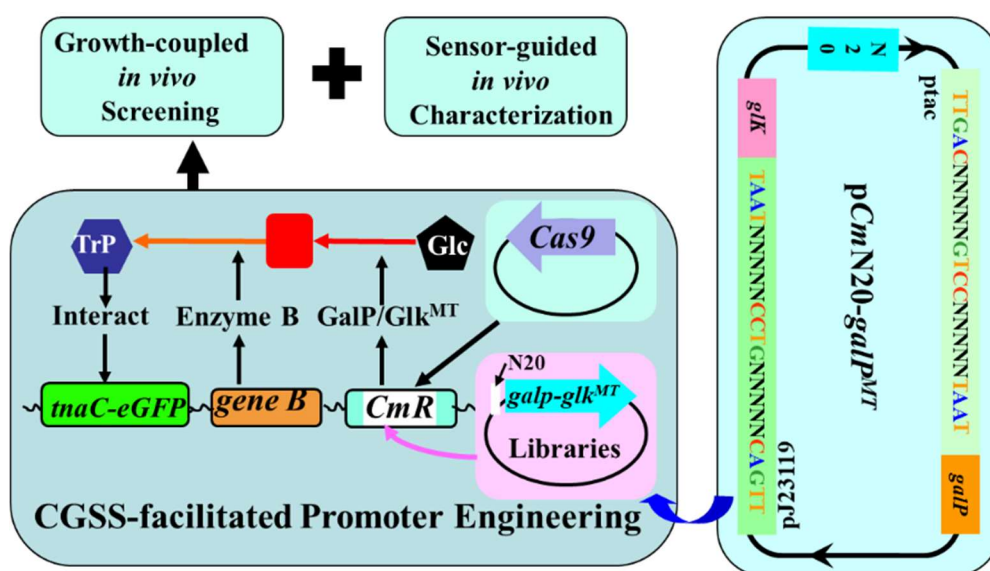 Growth-coupled
in vivo
Screening
Sensor-guided
in vivo
Characterization
TrP
Glc
Cas9
Interact
Enzyme B
GalP/Glk^MT
N20
tnaC-eGFP
gene B
CmR
galp-glk^MT
Libraries
CGSS-facilitated Promoter Engineering
N
2
0
ptac
glK
TAATNNNNCCTGNNNNCAGTT
pJ23119
pCmN20-galP^MT
TTGACNNNNGTCCNNNNTAAT
galP